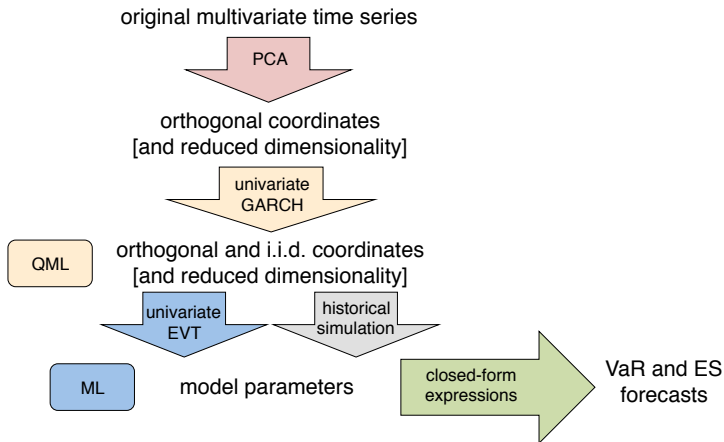 original multivariate time series
PCA
orthogonal coordinates
[and reduced dimensionality]
univariate
GARCH
QML
orthogonal and i.i.d. coordinates
[and reduced dimensionality]
univariate
EVT
historical
simulation
ML
model parameters
closed-form
expressions
VaR and ES
forecasts